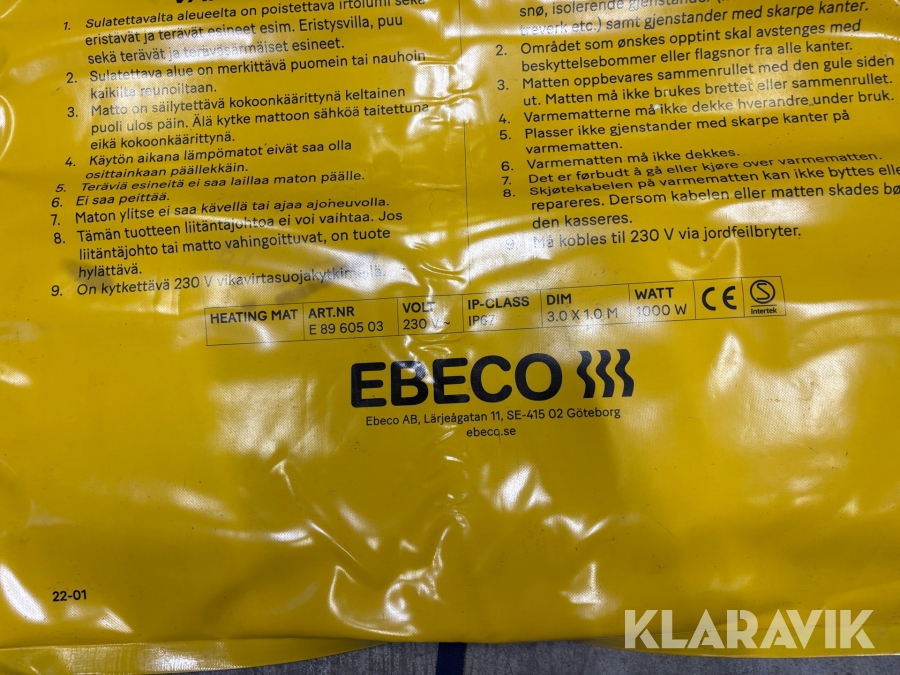 1. Sulatettavalta alueelta on poistettava irtolumi sekä
eristävät ja terävät esineet esim. Eristysvilla, puu
sekä terävät ja teräväsärmäiset esineet.
2. Sulatettava alue on merkittävä puomein tai nauhoin
kaikilta reunoiltaan.
3. Matto on säilytettävä kokoonkäärittynä keltainen
puoli ulos päin. Älä kytke mattoon sähköä taitettuna
eikä kokoonkäärittynä.
4. Käytön aikana lämpömatot eivät saa olla
osittainkaan päällekkäin.
5. Teräviä esineitä ei saa laillaa maton päälle.
6. Ei saa peittää.
7. Maton ylitse ei saa kävellä tai ajaa ajoneuvolla.
8. Tämän tuotteen liitäntäjohtoa ei voi vaihtaa. Jos
liitäntäjohto tai matto vahingoittuvat, on tuote
hylättävä.
9. On kytkettävä 230 V vikavirtasuojakytkimellä.
snø, isolerende gjenstander
etc.) samt gjenstander med skarpe kanter.
2. Området som ønskes opptint skal avstenges med
beskyttelsebommer eller flagsnor fra alle kanter.
3. Matten oppbevares sammenrullet med den gule siden
ut. Matten må ikke brukes brettet eller sammenrullet.
4. Varmematterne må ikke dekke hverandre under bruk.
5. Plasser ikke gjenstander med skarpe kanter på
varmematten.
6. Varmematten må ikke dekkes.
7. Det er førbudt å gå eller kjøre over varmematten.
8. Skjøtekabelen på varmematten kan ikke byttes elle
repareres. Dersom kabelen eller matten skades bø
den kasseres.
9. Må kobles til 230 V via jordfeilbryter.
HEATING MAT ART.NR VOLT IP-CLASS DIM WATT CE S
E 89 605 03 230 V~ IP67 3.0 X 1.0 M 1000 W Intertek
EBECO
Ebeco AB, Lärjeågatan 11, SE-415 02 Göteborg
ebeco.se
22-01
KLARAVIK